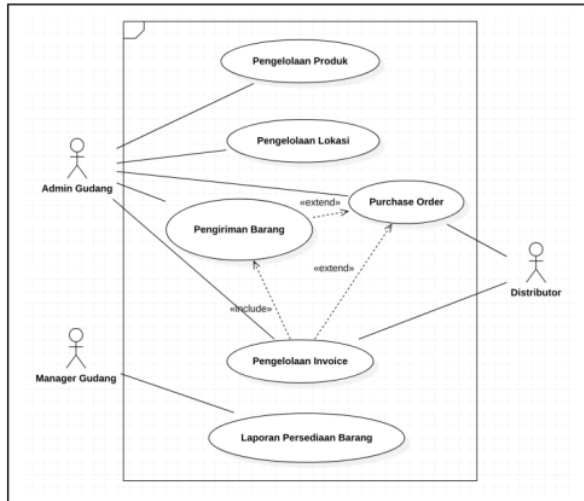 Pengelolaan Produk
Pengelolaan Lokasi
Admin Gudang
Purchase Order
«extend»
Pengiriman Barang
«extend»
Distributor
«include»
Pengelolaan Invoice
Manager Gudang
Laporan Persediaan Barang